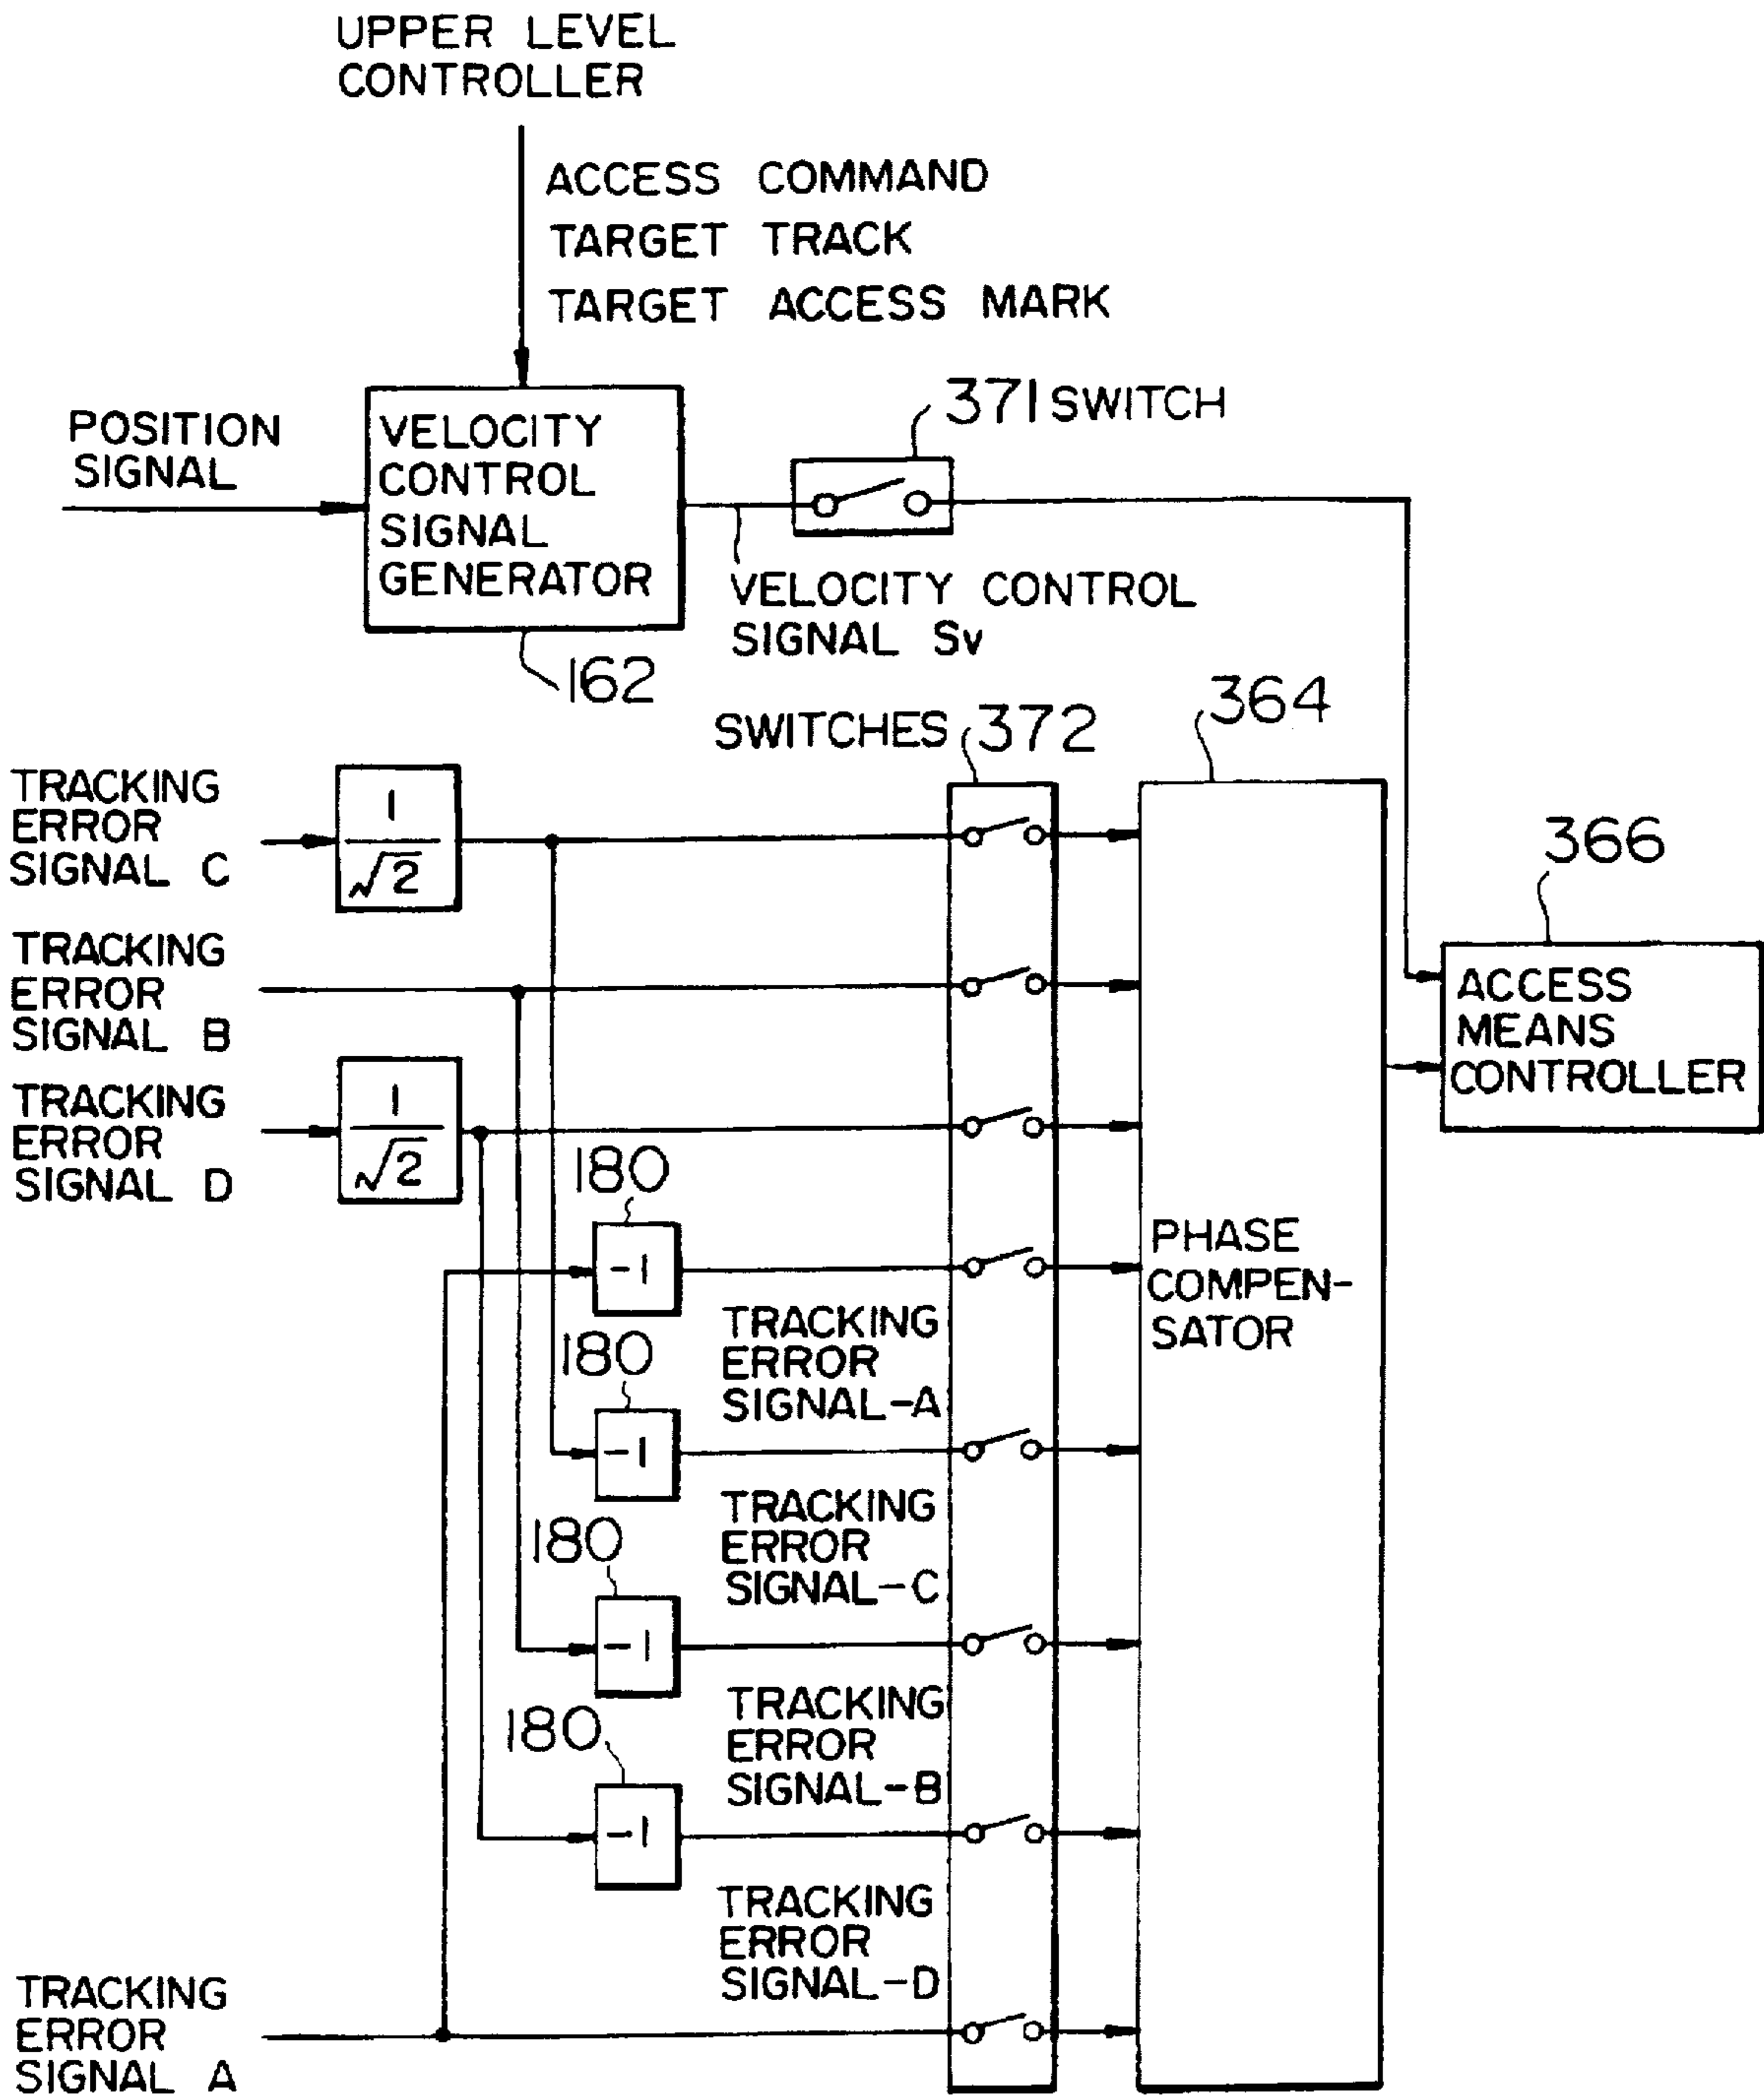 UPPER LEVEL
CONTROLLER
ACCESS COMMAND
TARGET TRACK
TARGET ACCESS MARK
POSITION
SIGNAL
VELOCITY
CONTROL
SIGNAL
GENERATOR
162
371 SWITCH
VELOCITY CONTROL
SIGNAL Sv
SWITCHES 372
364
366
TRACKING
ERROR
SIGNAL C
1
√2
TRACKING
ERROR
SIGNAL B
TRACKING
ERROR
SIGNAL D
1
√2
ACCESS
MEANS
CONTROLLER
PHASE
COMPEN-
SATOR
180
-1
TRACKING
ERROR
SIGNAL-A
180
-1
TRACKING
ERROR
SIGNAL-C
180
-1
TRACKING
ERROR
SIGNAL-B
180
-1
TRACKING
ERROR
SIGNAL-D
TRACKING
ERROR
SIGNAL A